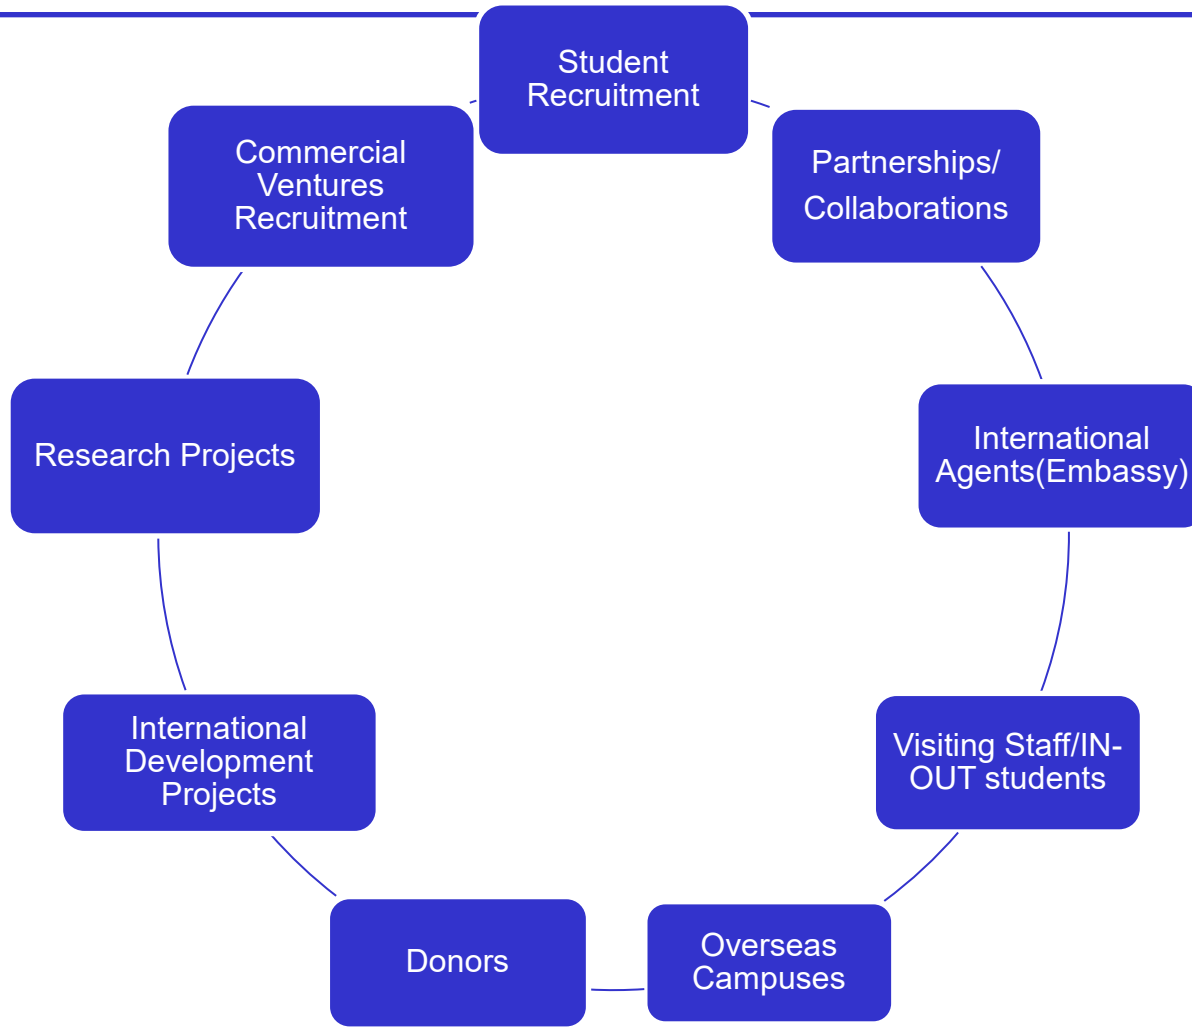 Student
Recruitment
Partnerships/
Collaborations
International
Agents(Embassy)
Visiting Staff/IN-
OUT students
Overseas
Campuses
Donors
International
Development
Projects
Research Projects
Commercial
Ventures
Recruitment